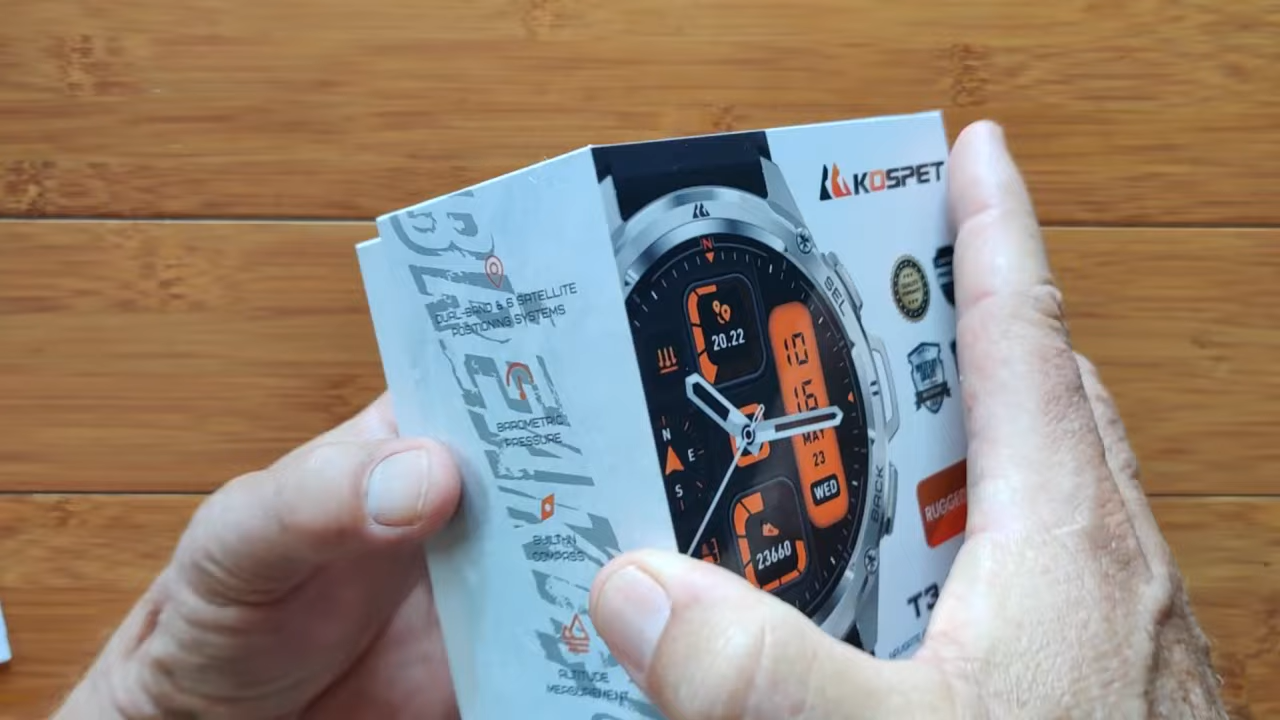 DUAL-BAND & 6 SATELLITE
POSITIONING SYSTEMS
BAROMETRIC
PRESSURE
BUILT-IN
COMPASS
ALTITUDE
MEASUREMENT
KOSPET
N
SEL
20.22
10
16
MAY
23
WED
N
E
S
BACK
23660
RUGGED
T3